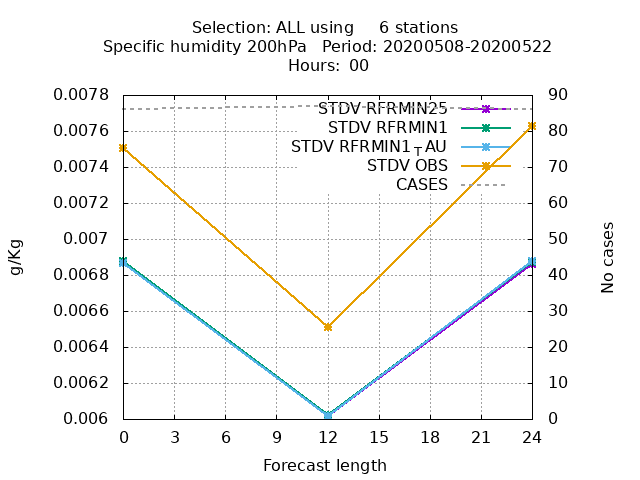 Selection: ALL using     6 stations
Specific humidity 200hPa   Period: 20200508-20200522
Hours: 00
0.0078
0.0076
0.0074
0.0072
0.007
0.0068
0.0066
0.0064
0.0062
0.006
g/Kg
STDV RFRMIN25
STDV RFRMIN1
STDV RFRMIN1_TAU
STDV OBS
CASES
90
80
70
60
50
40
30
20
10
0
No cases
0 3 6 9 12 15 18 21 24
Forecast length